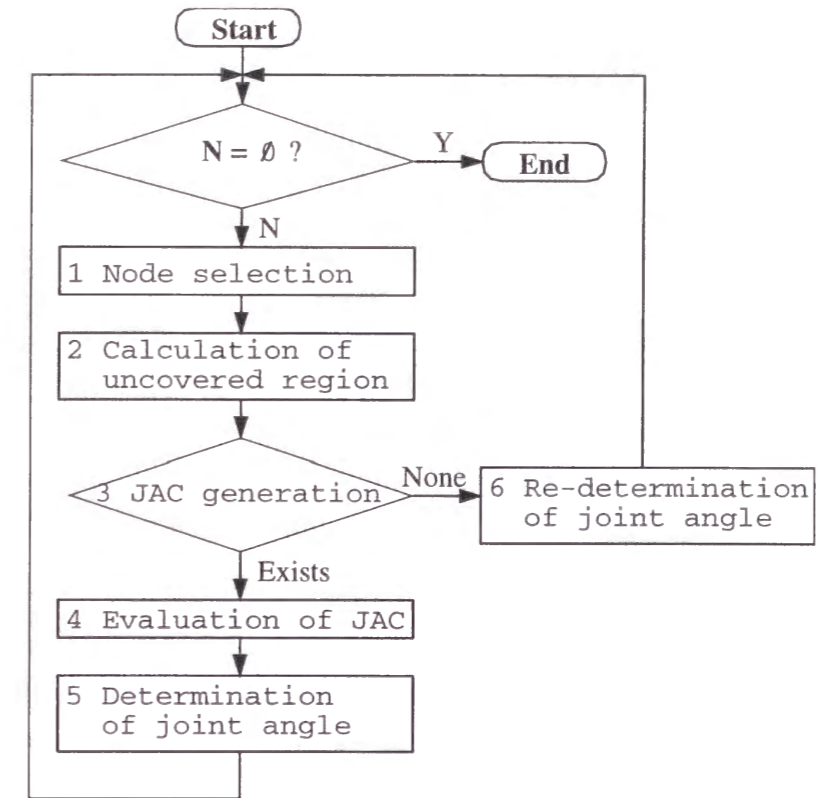 Start
N = Ø ?
Y
End
N
1 Node selection
2 Calculation of
uncovered region
3 JAC generation
None
6 Re-determination
of joint angle
Exists
4 Evaluation of JAC
5 Determination
of joint angle